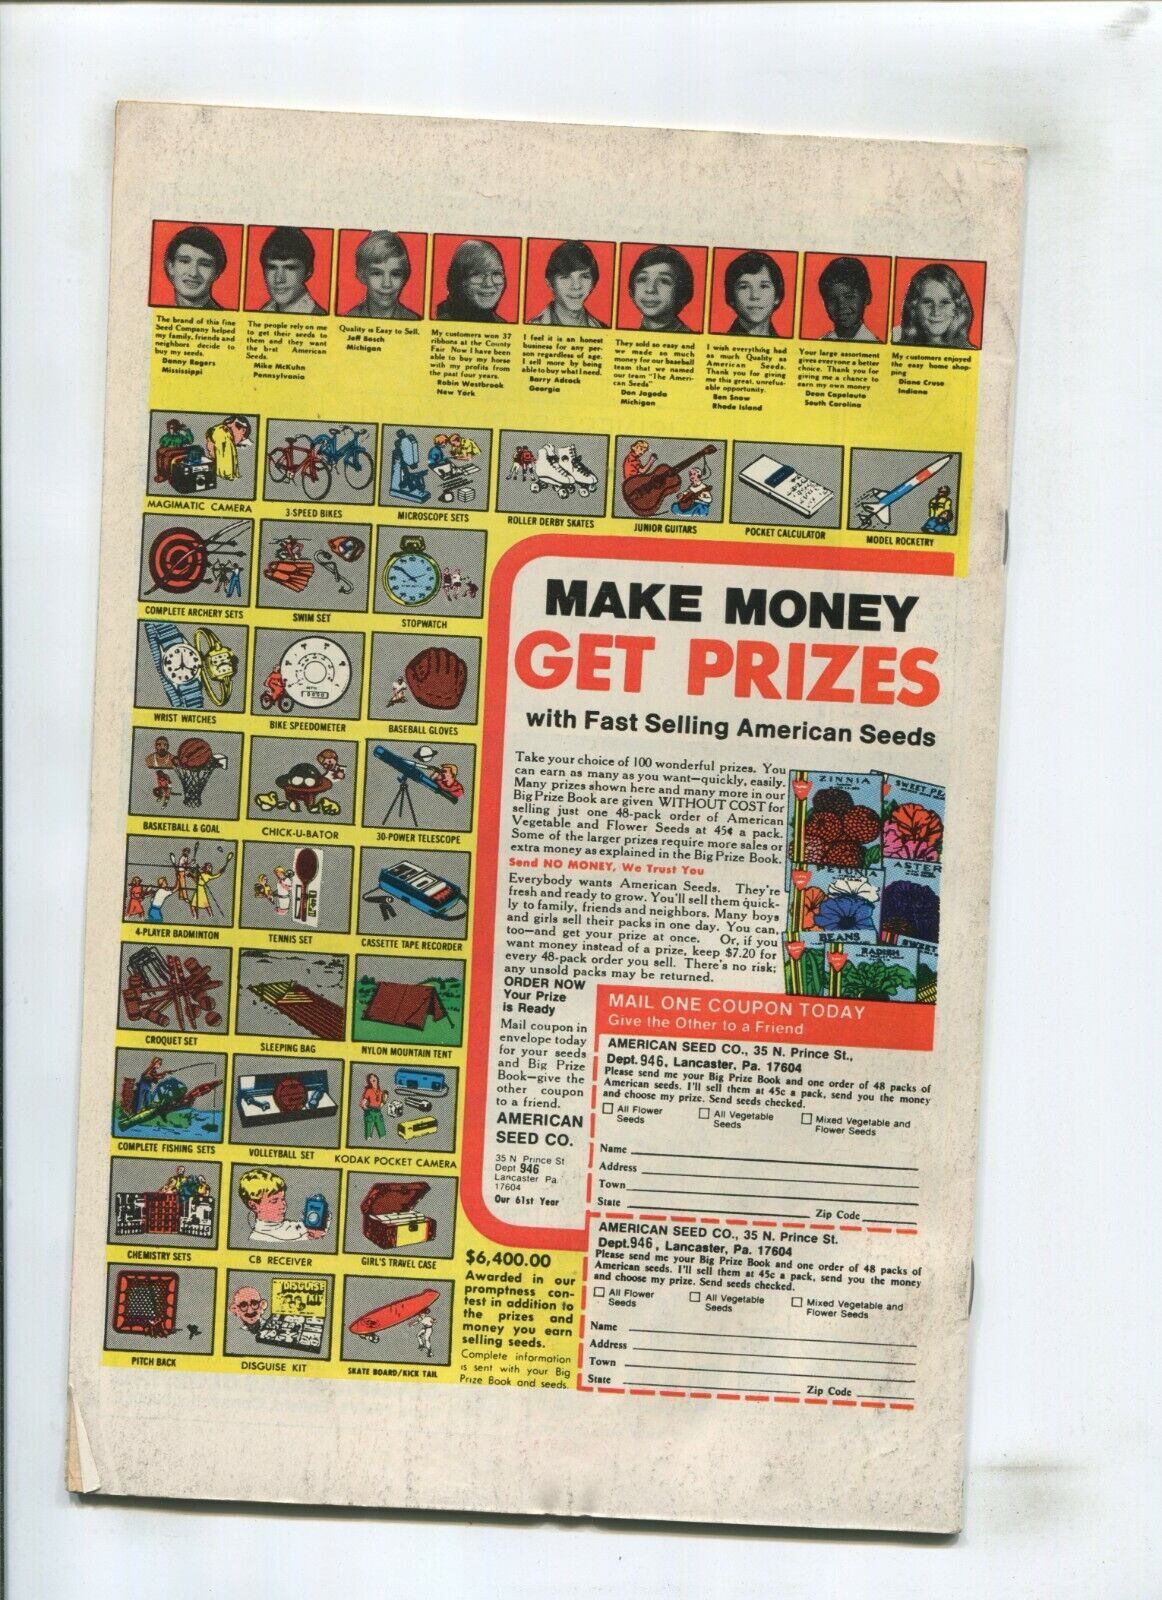 The brand of this fine
Seed Company helped
my family, friends and
neighbors decide to
buy my seeds.
Danny Rogers
Mississippi
The people rely on me
to get their seeds to
them and they want
the best American
Seeds.
Mike McKuhn
Pennsylvania
Quality is Easy to Sell.
Jeff Bosch
Michigan
My customers won 37
ribbons at the County
Fair Now I have been
able to buy my horse
with my profits from
the past four years.
Robin Westbrook
New York
I feel it is an honest
business for any per-
son regardless of age.
I sell more by being
able to buy what I need.
Barry Adcock
Georgia
They sold so easy and
we made so much
money for our baseball
team that we named
our team "The Ameri-
can Seeds"
Don Jagoda
Michigan
I wish everything had
as much Quality as
American Seeds.
Thank you for giving
me this great, unrefus-
able opportunity.
Ben Snow
Rhode Island
Your large assortment
gives everyone a better
choice. Thank you for
giving me a chance to
earn my own money
Dean Capelauto
South Carolina
My customers enjoyed
the easy home shop-
ping
Diane Cruse
Indiana
MAGIMATIC CAMERA
3-SPEED BIKES
MICROSCOPE SETS
ROLLER DERBY SKATES
JUNIOR GUITARS
POCKET CALCULATOR
MODEL ROCKETRY
COMPLETE ARCHERY SETS
SWIM SET
STOPWATCH
WRIST WATCHES
BIKE SPEEDOMETER
BASEBALL GLOVES
BASKETBALL & GOAL
CHICK-U-BATOR
30-POWER TELESCOPE
4-PLAYER BADMINTON
TENNIS SET
CASSETTE TAPE RECORDER
CROQUET SET
SLEEPING BAG
NYLON MOUNTAIN TENT
COMPLETE FISHING SETS
VOLLEYBALL SET
KODAK POCKET CAMERA
CHEMISTRY SETS
CB RECEIVER
GIRL'S TRAVEL CASE
PITCH BACK
DISGUISE KIT
SKATE BOARD/KICK TAIL
MAKE MONEY
GET PRIZES
with Fast Selling American Seeds
Take your choice of 100 wonderful prizes. You
can earn as many as you want—quickly, easily.
Many prizes shown here and many more in our
Big Prize Book are given WITHOUT COST for
selling just one 48-pack order of American
Vegetable and Flower Seeds at 45¢ a pack.
Some of the larger prizes require more sales or
extra money as explained in the Big Prize Book.
Send NO MONEY, We Trust You
Everybody wants American Seeds. They're
fresh and ready to grow. You'll sell them quick-
ly to family, friends and neighbors. Many boys
and girls sell their packs in one day. You can,
too—and get your prize at once. Or, if you
want money instead of a prize, keep $7.20 for
every 48-pack order you sell. There's no risk;
any unsold packs may be returned.
ZINNIA
SWEET PE
PETUNIA
ASTER
BEANS
RADISH
SWEET
ORDER NOW
Your Prize
is Ready
Mail coupon in
envelope today
for your seeds
and Big Prize
Book—give the
other coupon
to a friend.
AMERICAN
SEED CO.
35 N Prince St
Dept 946
Lancaster Pa
17604
Our 61st Year
$6,400.00
Awarded in our
promptness con-
test in addition to
the prizes and
money you earn
selling seeds.
Complete information
is sent with your Big
Prize Book and seeds.
MAIL ONE COUPON TODAY
Give the Other to a Friend
AMERICAN SEED CO., 35 N. Prince St.,
Dept. 946, Lancaster, Pa. 17604
Please send me your Big Prize Book and one order of 48 packs of
American seeds. I'll sell them at 45c a pack, send you the money
and choose my prize. Send seeds checked.
All Flower
Seeds
All Vegetable
Seeds
Mixed Vegetable and
Flower Seeds
Name
Address
Town
State
Zip Code
AMERICAN SEED CO., 35 N. Prince St.
Dept.946, Lancaster, Pa. 17604
Please send me your Big Prize Book and one order of 48 packs of
American seeds. I'll sell them at 45c a pack, send you the money
and choose my prize. Send seeds checked.
All Flower
Seeds
All Vegetable
Seeds
Mixed Vegetable and
Flower Seeds
Name
Address
Town
State
Zip Code